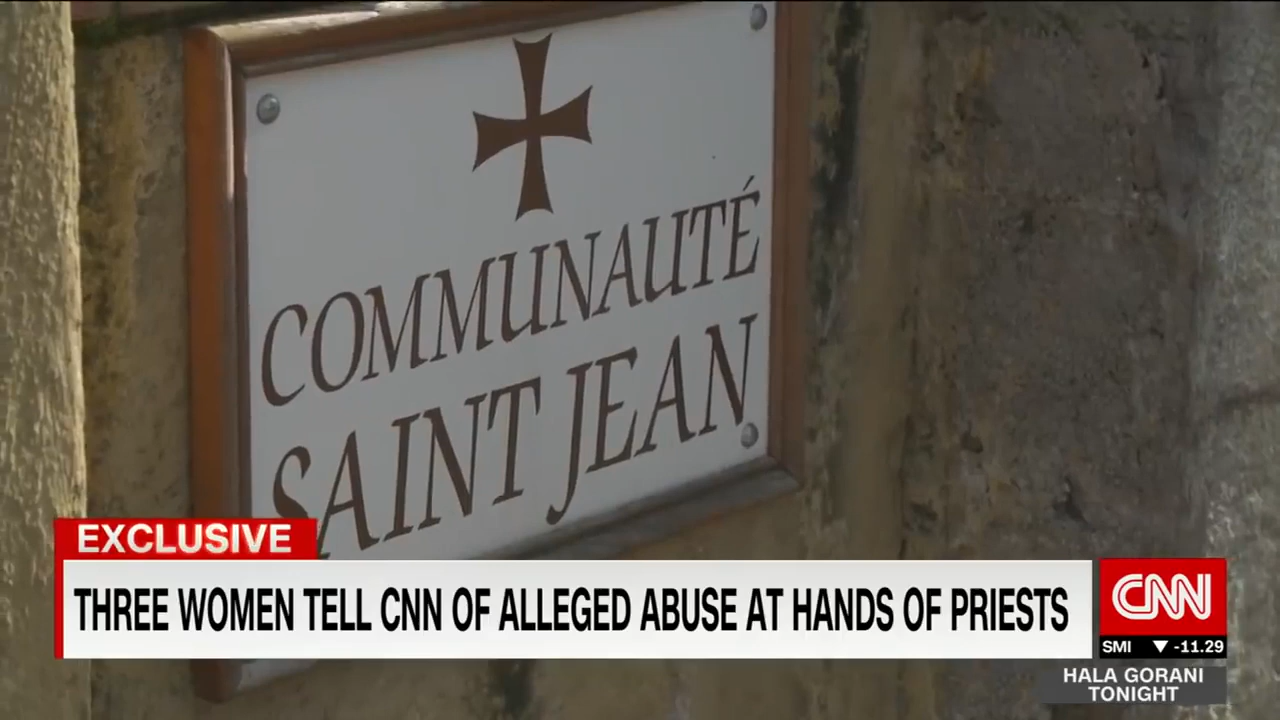 COMMUNAUTÉ
SAINT JEAN
EXCLUSIVE
THREE WOMEN TELL CNN OF ALLEGED ABUSE AT HANDS OF PRIESTS
CNN
SMI ▼ -11.29
HALA GORANI
TONIGHT